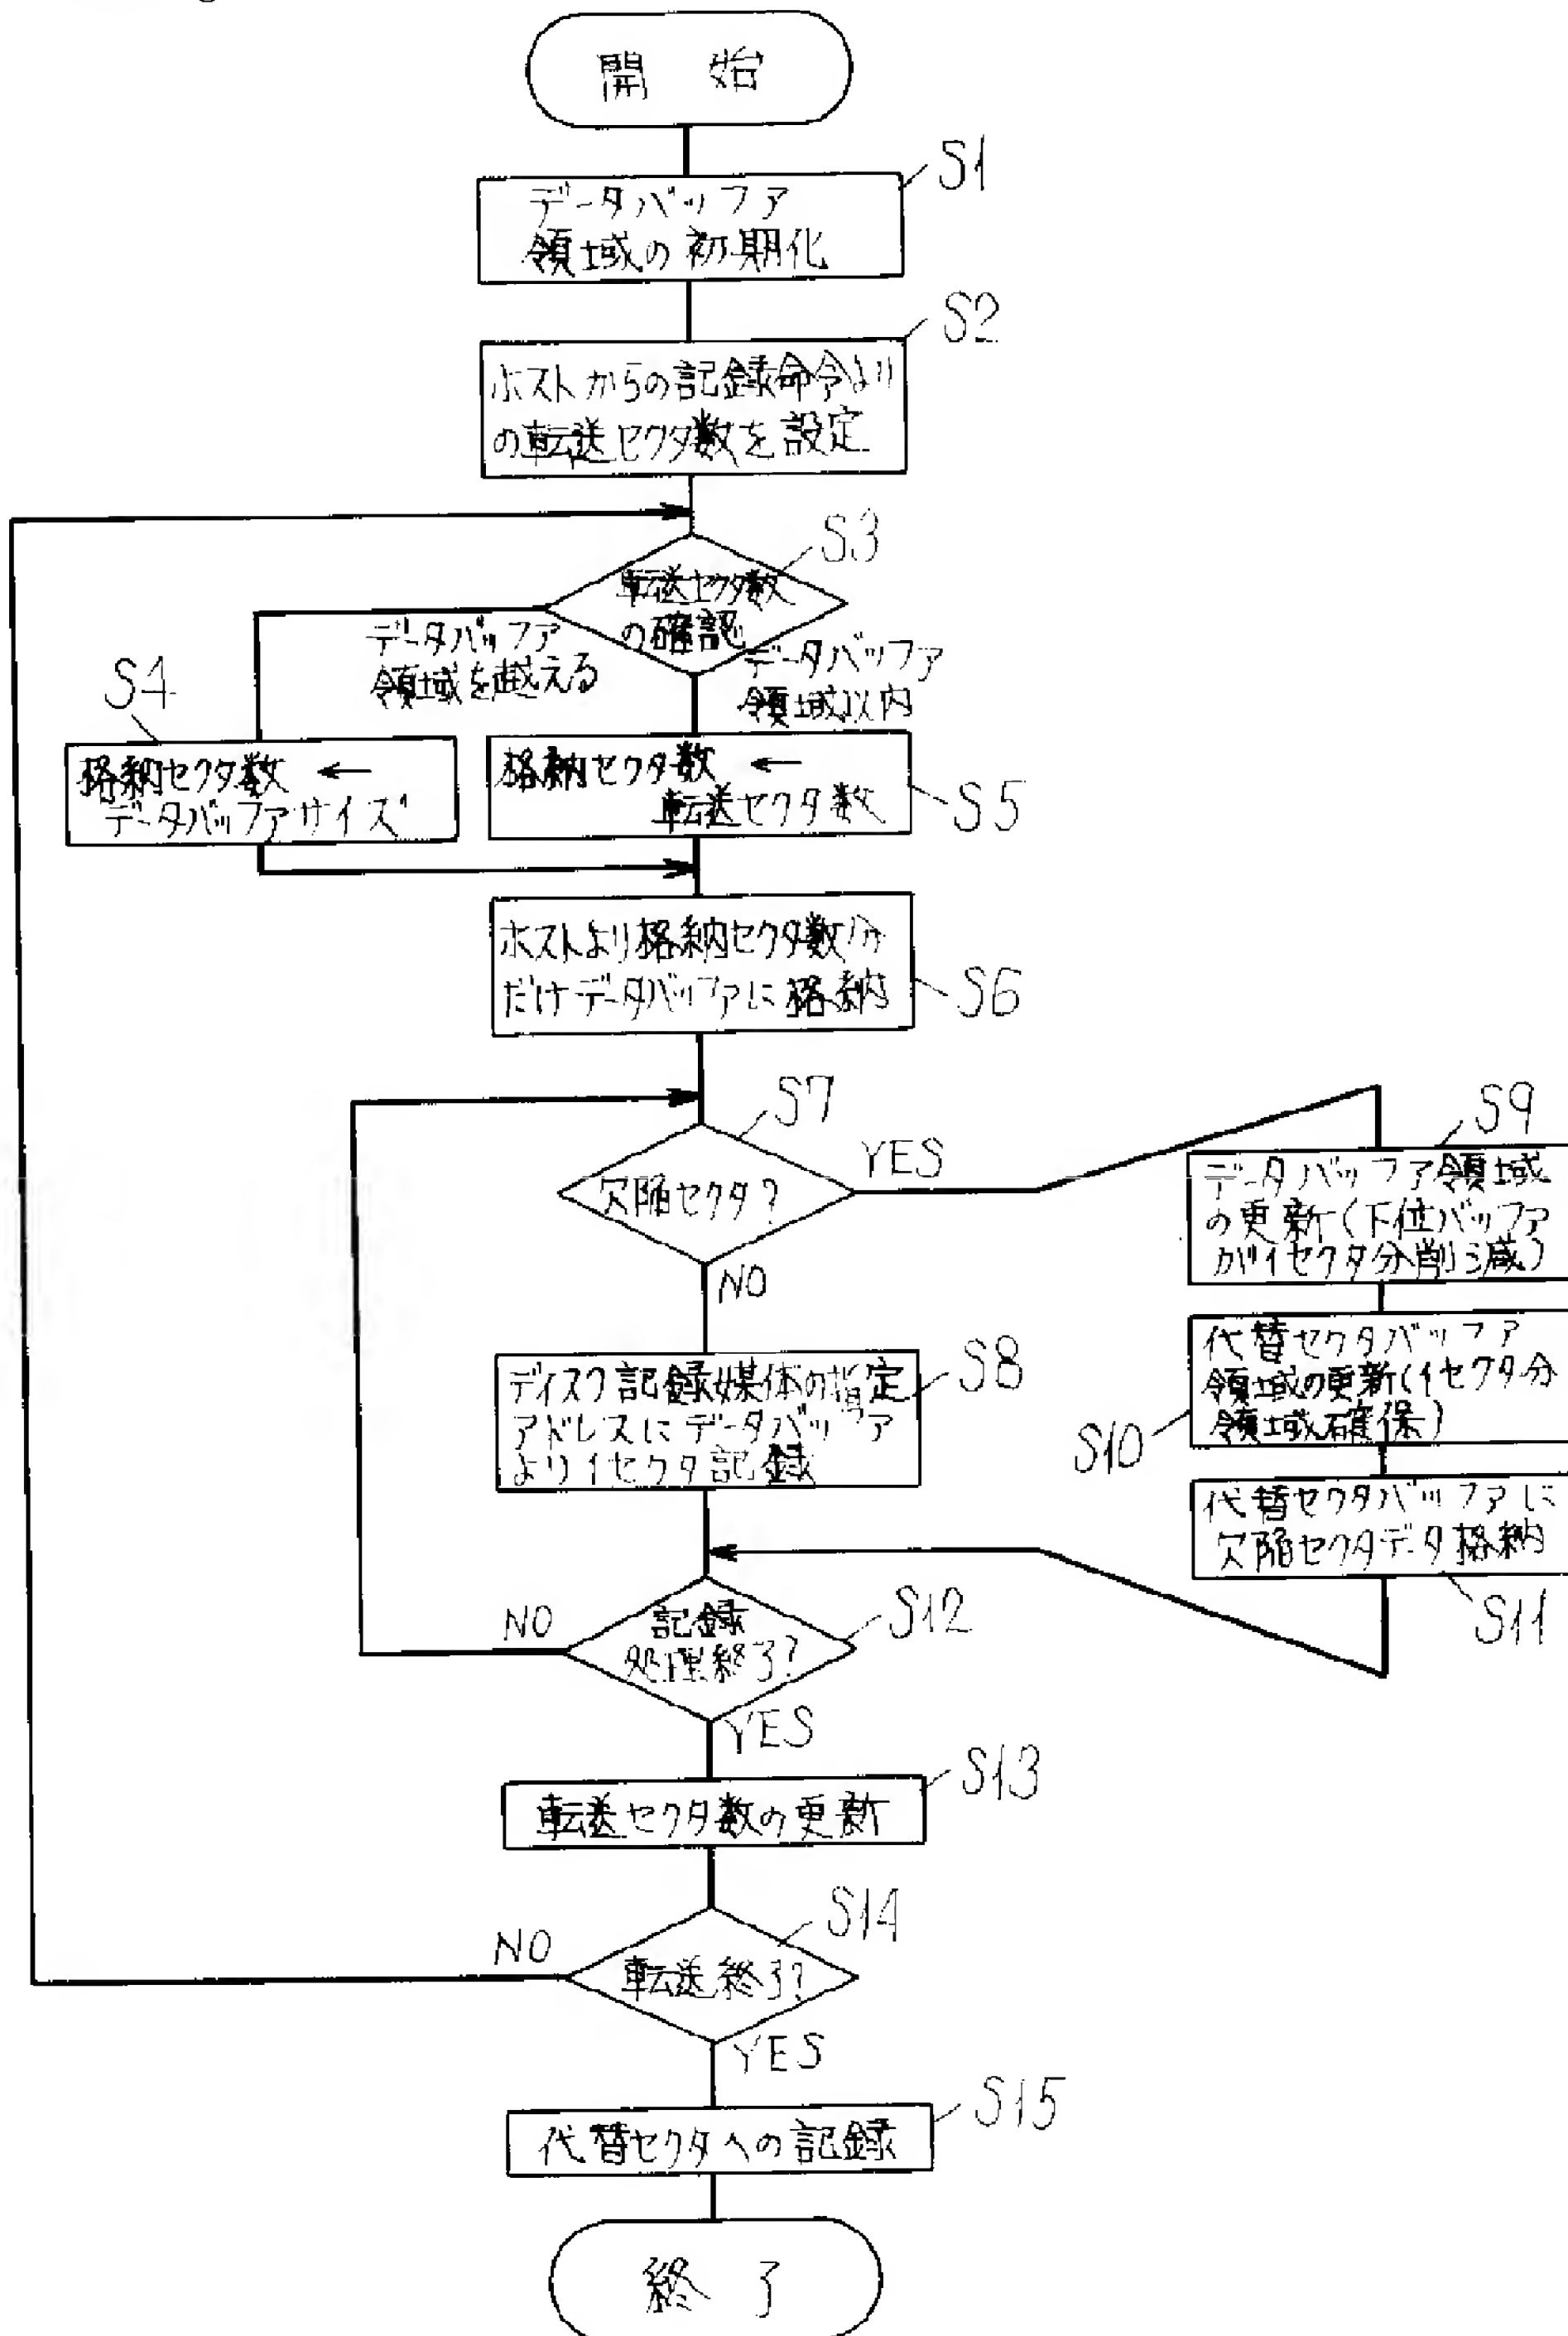 開 始
S1
データバッファ
領域の初期化
S2
ホストからの記録命令より
の転送セクタ数を設定
S3
転送セクタ数
の確認
データバッファ
領域を越える
データバッファ
領域以内
S4
格納セクタ数 ←
データバッファサイズ
格納セクタ数 ←
転送セクタ数
S5
ホストより格納セクタ数分
だけデータバッファに格納
S6
S7
欠陥セクタ?
YES
NO
S9
データバッファ領域
の更新(下位バッファ
が1セクタ分削減)
S8
ディスク記録媒体の指定
アドレスにデータバッファ
より1セクタ記録
代替セクタバッファ
領域の更新(1セクタ分
領域確保)
S10
代替セクタバッファに
欠陥セクタデータ格納
S11
S12
記録
処理終了?
NO
YES
S13
転送セクタ数の更新
S14
転送終了?
NO
YES
S15
代替セクタへの記録
終 了